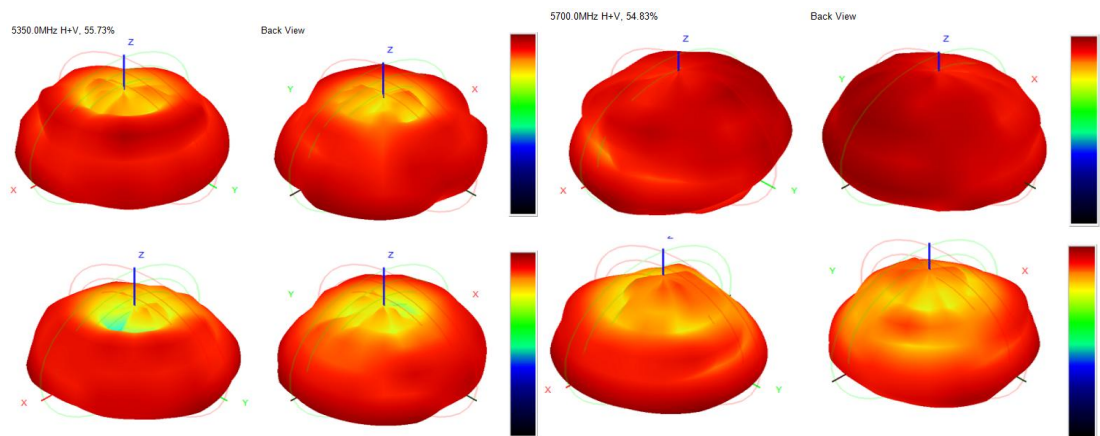 5350.0MHz H+V, 55.73%
Back View
5700.0MHz H+V, 54.83%
Back View
Z
Z
Z
Z
X
Y
Y
X
X
Y
Y
X
Z
Z
Z
Z
X
Y
Y
X
X
Y
Y
X